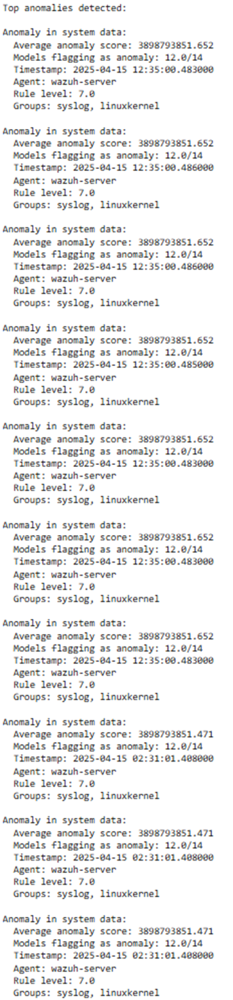 Top anomalies detected:
Anomaly in system data:
Average anomaly score: 3898793851.652
Models flagging as anomaly: 12.0/14
Timestamp: 2025-04-15 12:35:00.483000
Agent: wazuh-server
Rule level: 7.0
Groups: syslog, linuxkernel
Anomaly in system data:
Average anomaly score: 3898793851.652
Models flagging as anomaly: 12.0/14
Timestamp: 2025-04-15 12:35:00.486000
Agent: wazuh-server
Rule level: 7.0
Groups: syslog, linuxkernel
Anomaly in system data:
Average anomaly score: 3898793851.652
Models flagging as anomaly: 12.0/14
Timestamp: 2025-04-15 12:35:00.486000
Agent: wazuh-server
Rule level: 7.0
Groups: syslog, linuxkernel
Anomaly in system data:
Average anomaly score: 3898793851.652
Models flagging as anomaly: 12.0/14
Timestamp: 2025-04-15 12:35:00.485000
Agent: wazuh-server
Rule level: 7.0
Groups: syslog, linuxkernel
Anomaly in system data:
Average anomaly score: 3898793851.652
Models flagging as anomaly: 12.0/14
Timestamp: 2025-04-15 12:35:00.483000
Agent: wazuh-server
Rule level: 7.0
Groups: syslog, linuxkernel
Anomaly in system data:
Average anomaly score: 3898793851.652
Models flagging as anomaly: 12.0/14
Timestamp: 2025-04-15 12:35:00.483000
Agent: wazuh-server
Rule level: 7.0
Groups: syslog, linuxkernel
Anomaly in system data:
Average anomaly score: 3898793851.652
Models flagging as anomaly: 12.0/14
Timestamp: 2025-04-15 12:35:00.483000
Agent: wazuh-server
Rule level: 7.0
Groups: syslog, linuxkernel
Anomaly in system data:
Average anomaly score: 3898793851.471
Models flagging as anomaly: 12.0/14
Timestamp: 2025-04-15 02:31:01.408000
Agent: wazuh-server
Rule level: 7.0
Groups: syslog, linuxkernel
Anomaly in system data:
Average anomaly score: 3898793851.471
Models flagging as anomaly: 12.0/14
Timestamp: 2025-04-15 02:31:01.408000
Agent: wazuh-server
Rule level: 7.0
Groups: syslog, linuxkernel
Anomaly in system data:
Average anomaly score: 3898793851.471
Models flagging as anomaly: 12.0/14
Timestamp: 2025-04-15 02:31:01.408000
Agent: wazuh-server
Rule level: 7.0
Groups: syslog, linuxkernel